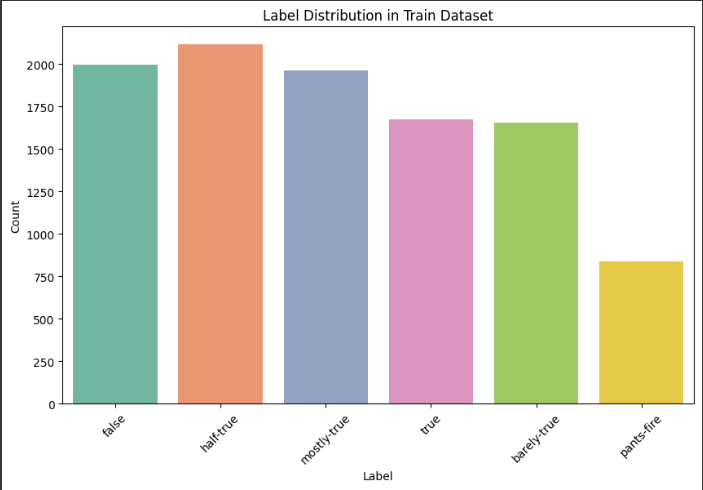 Label Distribution in Train Dataset
2000
1750
1500
1250
1000
750
500
250
0
Count
false
half-true
mostly-true
true
barely-true
pants-fire
Label